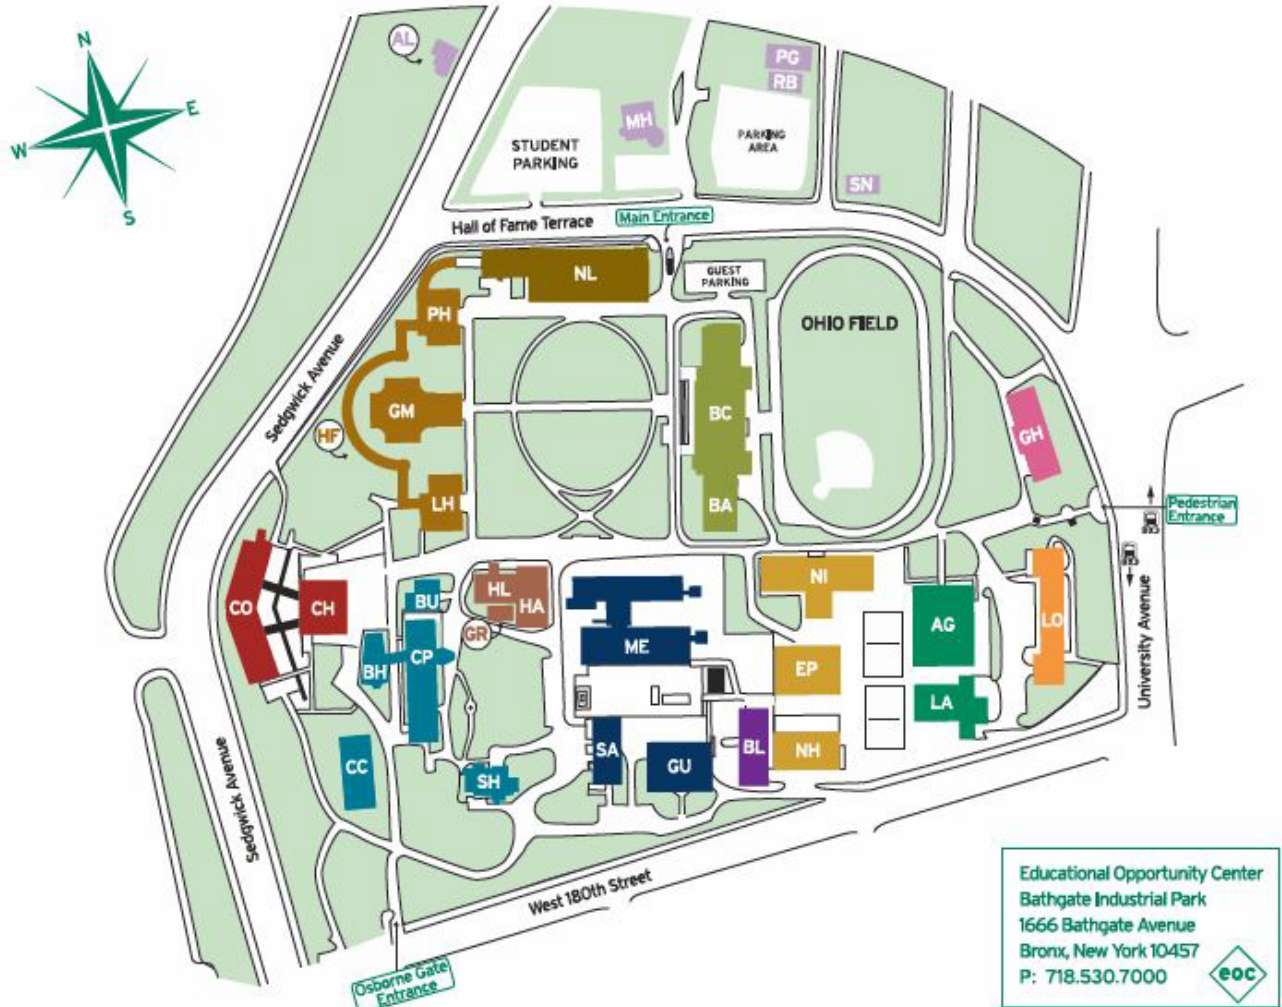 N
E
W
S
AL
PG
RB
MH
STUDENT
PARKING
PARKING
AREA
SN
Hall of Fame Terrace
Main Entrance
NL
GUEST
PARKING
PH
OHIO FIELD
Sedgwick Avenue
GM
BC
HF
GH
LH
BA
Pedestrian
Entrance
CO
CH
BU
HL
HA
GR
NI
AG
LO
University Avenue
BH
CP
ME
EP
LA
CC
SH
SA
GU
BL
NH
Sedgwick Avenue
West 180th Street
Osborne Gate
Entrance
Educational Opportunity Center
Bathgate Industrial Park
1666 Bathgate Avenue
Bronx, New York 10457
P: 718.530.7000
eoc